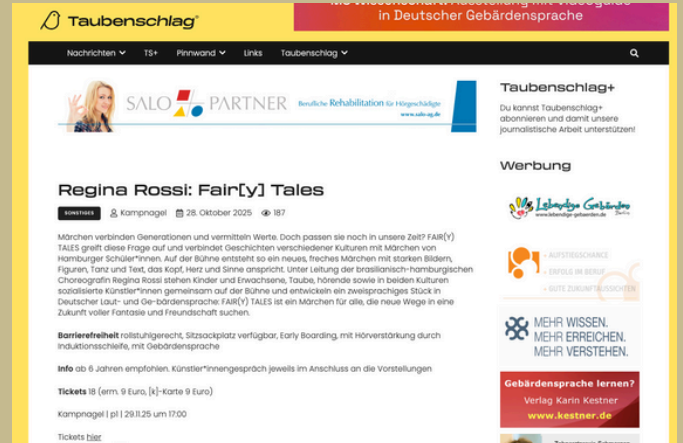 in Deutscher Gebärdensprache
Taubenschlag®
Nachrichten TS+ Pinnwand Links Taubenschlag
SALO + PARTNER Berufliche Rehabilitation für Hörgeschädigte
www.salo-ag.de
Taubenschlag+
Du kannst Taubenschlag+
abonnieren und damit unsere
journalistische Arbeit unterstützen!
Werbung
Lebendige Gebärden
Berlin
www.lebendige-gebaerden.de
- AUFSTIEGSCHANCE
- ERFOLG IM BERUF
- GUTE ZUKUNFTAUSSICHTEN
MEHR WISSEN.
MEHR ERREICHEN.
MEHR VERSTEHEN.
Gebärdensprache lernen?
Verlag Karin Kestner
www.kestner.de
Regina Rossi: Fair[y] Tales
SONSTIGES Kampnagel 28. Oktober 2025 187
Märchen verbinden Generationen und vermitteln Werte. Doch passen sie noch in unsere Zeit? FAIR(Y)
TALES greift diese Frage auf und verbindet Geschichten verschiedener Kulturen mit Märchen von
Hamburger Schüler*innen. Auf der Bühne entsteht so ein neues, freches Märchen mit starken Bildern,
Figuren, Tanz und Text, das Kopf, Herz und Sinne anspricht. Unter Leitung der brasilianisch-hamburgischen
Choreografin Regina Rossi stehen Kinder und Erwachsene, Taube, hörende sowie in beiden Kulturen
sozialisierte Künstler*innen gemeinsam auf der Bühne und entwickeln ein zweisprachiges Stück in
Deutscher Laut- und Ge-bärdensprache: FAIR(Y) TALES ist ein Märchen für alle, die neue Wege in eine
Zukunft voller Fantasie und Freundschaft suchen.
Barrierefreiheit rollstuhlgerecht, Sitzsackplatz verfügbar, Early Boarding, mit Hörverstärkung durch
Induktionsschleife, mit Gebärdensprache
Info ab 6 Jahren empfohlen. Künstler*innengespräch jeweils im Anschluss an die Vorstellungen
Tickets 18 (erm. 9 Euro, [k]-Karte 9 Euro)
Kampnagel | p1 | 29.11.25 um 17:00
Tickets hier